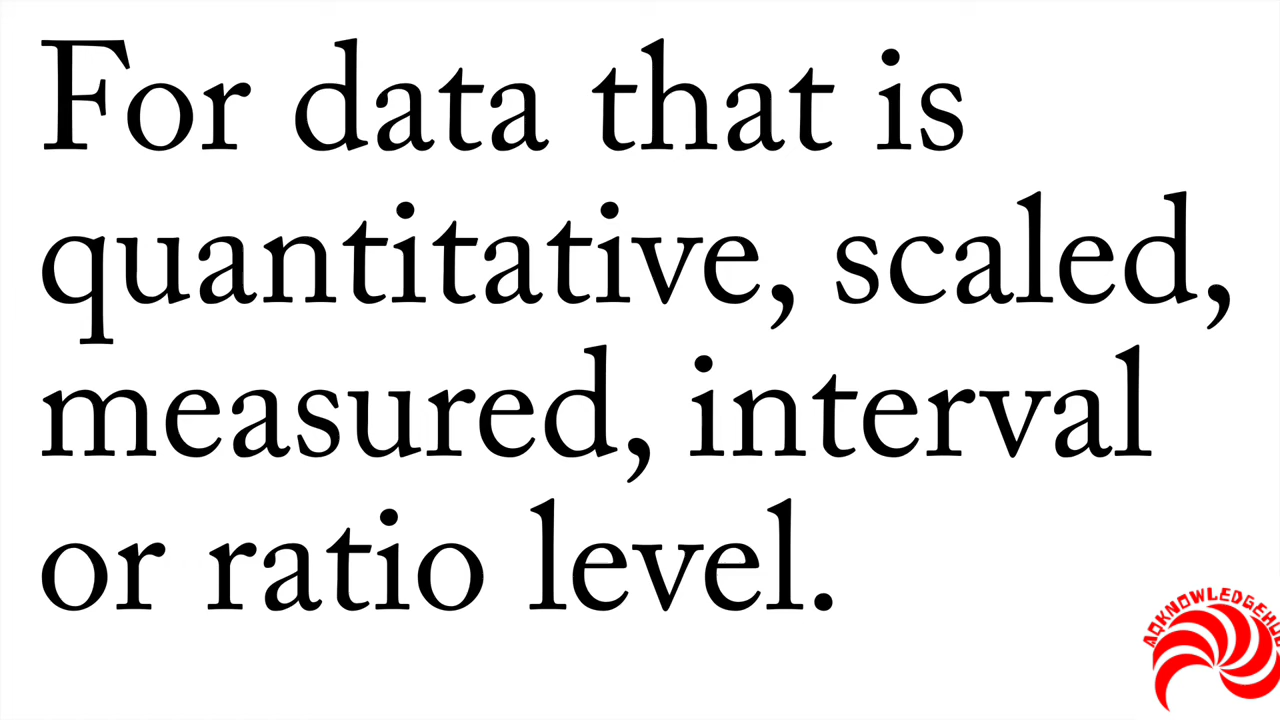 For data that is
quantitative, scaled,
measured, interval
or ratio level.